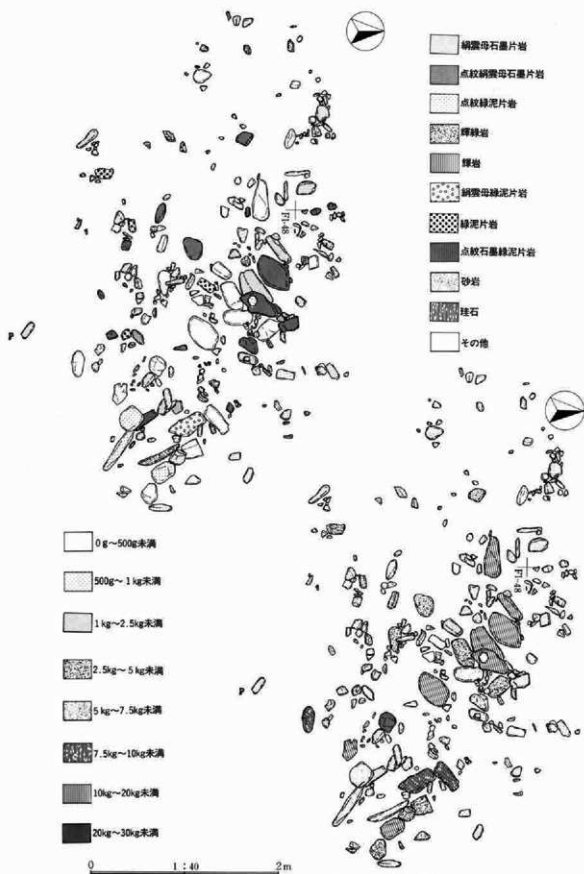 絹雲母石墨片岩
点紋絹雲母石墨片岩
点紋緑泥片岩
輝緑岩
輝岩
絹雲母緑泥片岩
緑泥片岩
点紋石墨緑泥片岩
砂岩
珪石
その他
FI-48
P
FI-48
P
0g～500g未満
500g～1kg未満
1kg～2.5kg未満
2.5kg～5kg未満
5kg～7.5kg未満
7.5kg～10kg未満
10kg～20kg未満
20kg～30kg未満
0 1:40 2m